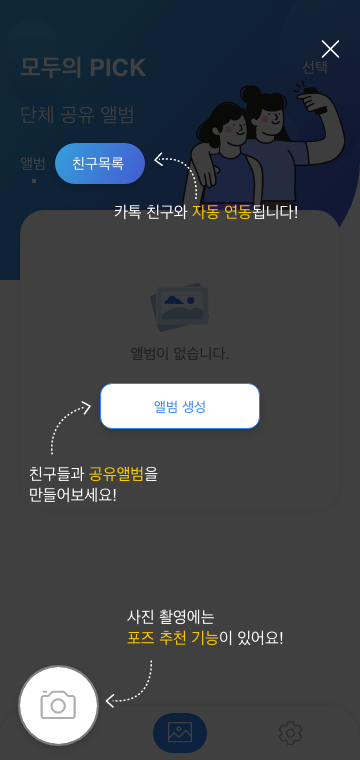 모두의 PICK
선택
단체 공유 앨범
앨범
친구목록
카톡 친구와 자동 연동됩니다!
앨범이 없습니다.
앨범 생성
친구들과 공유앨범을
만들어보세요!
사진 촬영에는
포즈 추천 기능이 있어요!